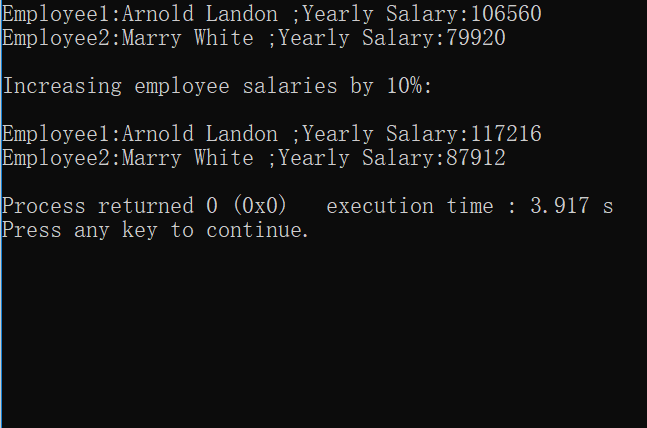 Employee1:Arnold Landon ;Yearly Salary:106560
Employee2:Marry White ;Yearly Salary:79920
Increasing employee salaries by 10%:
Employee1:Arnold Landon ;Yearly Salary:117216
Employee2:Marry White ;Yearly Salary:87912
Process returned 0 (0x0)   execution time : 3.917 s
Press any key to continue.